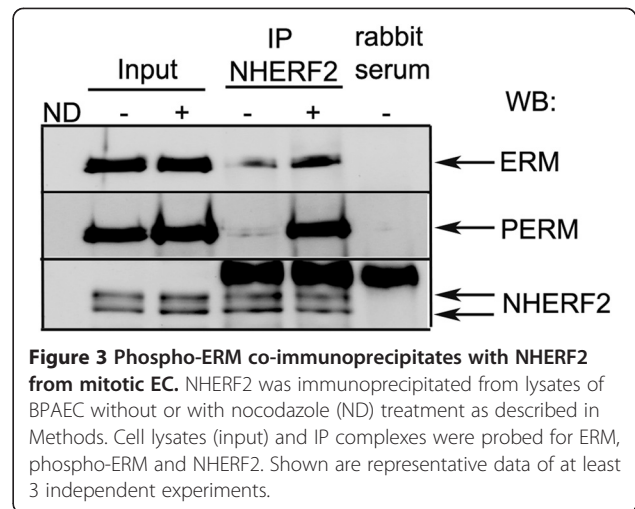 IP
rabbit
Input
NHERF2
serum
ND - + - + -
WB:
ERM
PERM
NHERF2
Figure 3 Phospho-ERM co-immunoprecipitates with NHERF2
from mitotic EC. NHERF2 was immunoprecipitated from lysates of
BPAEC without or with nocodazole (ND) treatment as described in
Methods. Cell lysates (input) and IP complexes were probed for ERM,
phospho-ERM and NHERF2. Shown are representative data of at least
3 independent experiments.